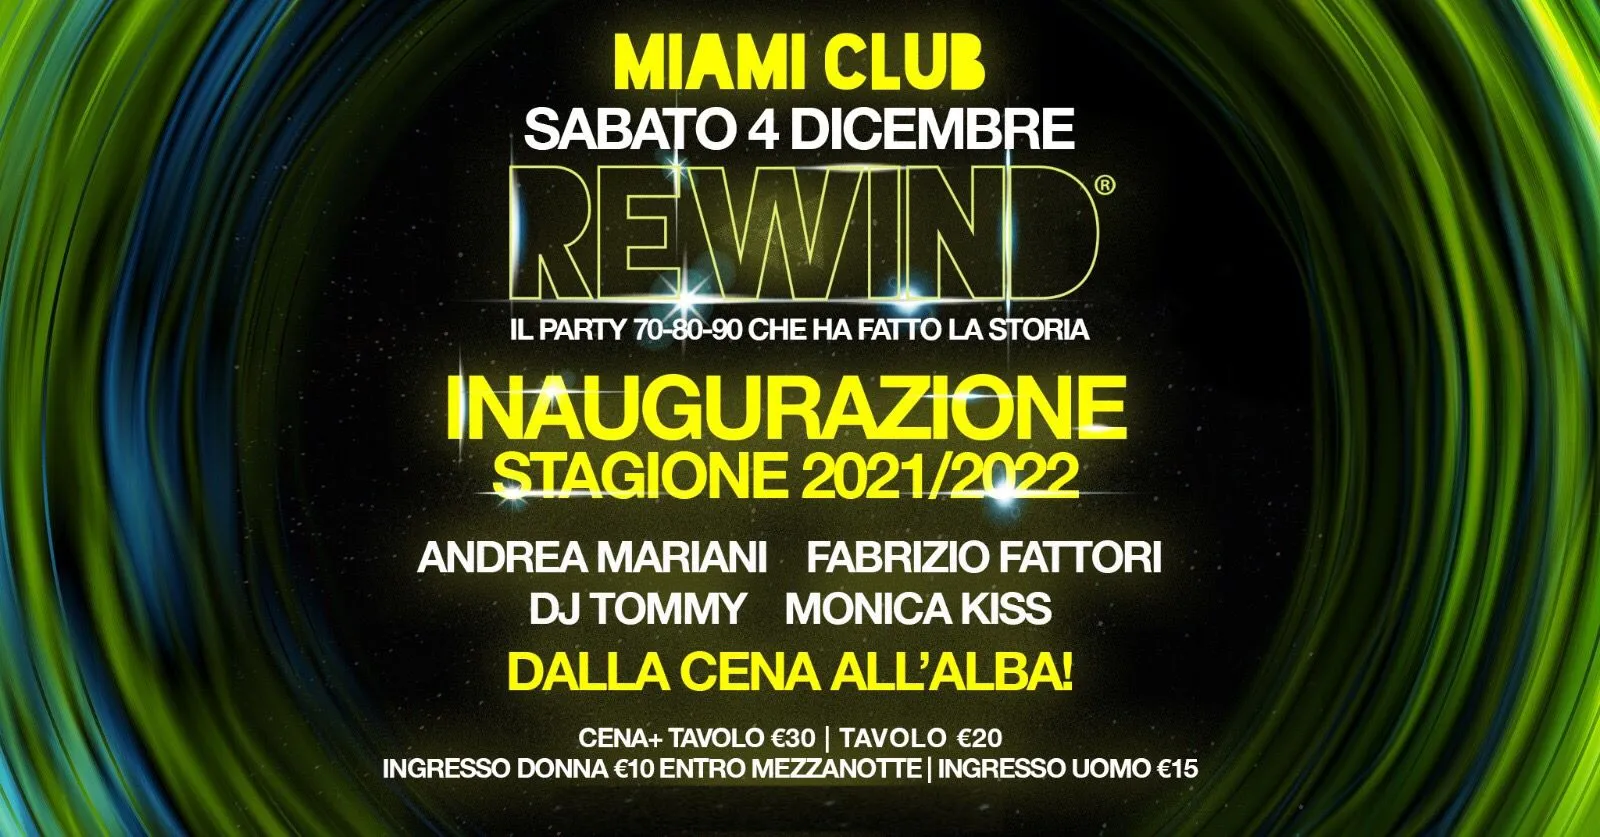 MIAMI CLUB
SABATO 4 DICEMBRE
REWIND®
IL PARTY 70-80-90 CHE HA FATTO LA STORIA
INAUGURAZIONE
STAGIONE 2021/2022
ANDREA MARIANI FABRIZIO FATTORI
DJ TOMMY MONICA KISS
DALLA CENA ALL'ALBA!
CENA+ TAVOLO €30 | TAVOLO €20
INGRESSO DONNA €10 ENTRO MEZZANOTTE | INGRESSO UOMO €15